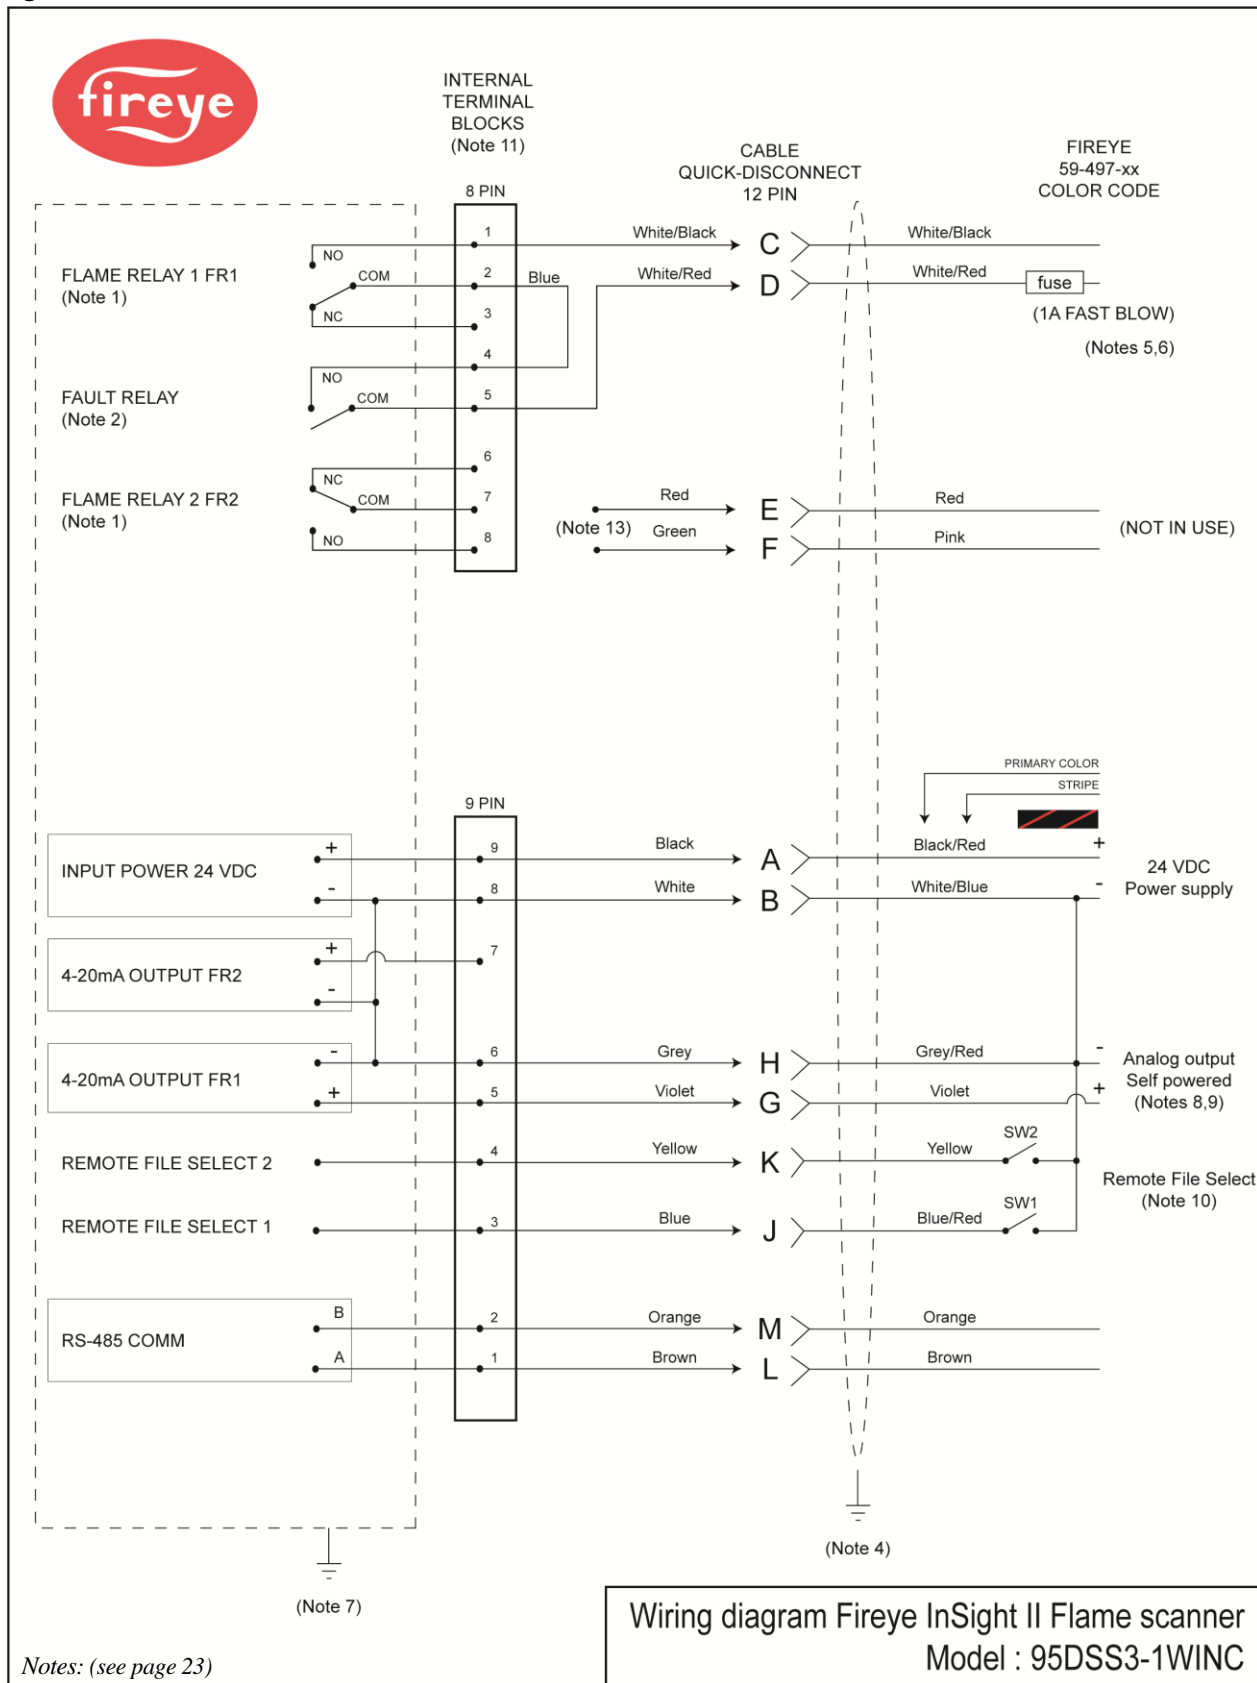 fireye
INTERNAL
TERMINAL
BLOCKS
(Note 11)
CABLE
QUICK-DISCONNECT
12 PIN
FIREYE
59-497-xx
COLOR CODE
8 PIN
FLAME RELAY 1 FR1
(Note 1)
NO
COM
NC
1
2
3
4
5
6
7
8
Blue
White/Black
C
White/Black
White/Red
D
White/Red
fuse
(1A FAST BLOW)
(Notes 5,6)
FAULT RELAY
(Note 2)
NO
COM
FLAME RELAY 2 FR2
(Note 1)
NC
COM
NO
(Note 13)
Red
E
Red
Green
F
Pink
(NOT IN USE)
PRIMARY COLOR
STRIPE
9 PIN
INPUT POWER 24 VDC
+
-
9
Black
A
Black/Red
+
8
White
B
White/Blue
-
24 VDC
Power supply
4-20mA OUTPUT FR2
+
-
7
4-20mA OUTPUT FR1
-
+
6
Grey
H
Grey/Red
-
5
Violet
G
Violet
+
Analog output
Self powered
(Notes 8,9)
REMOTE FILE SELECT 2
4
Yellow
K
Yellow
SW2
REMOTE FILE SELECT 1
3
Blue
J
Blue/Red
SW1
Remote File Select
(Note 10)
RS-485 COMM
B
A
2
Orange
M
Orange
1
Brown
L
Brown
(Note 4)
(Note 7)
Wiring diagram Fireye InSight II Flame scanner
Model : 95DSS3-1WINC
Notes: (see page 23)